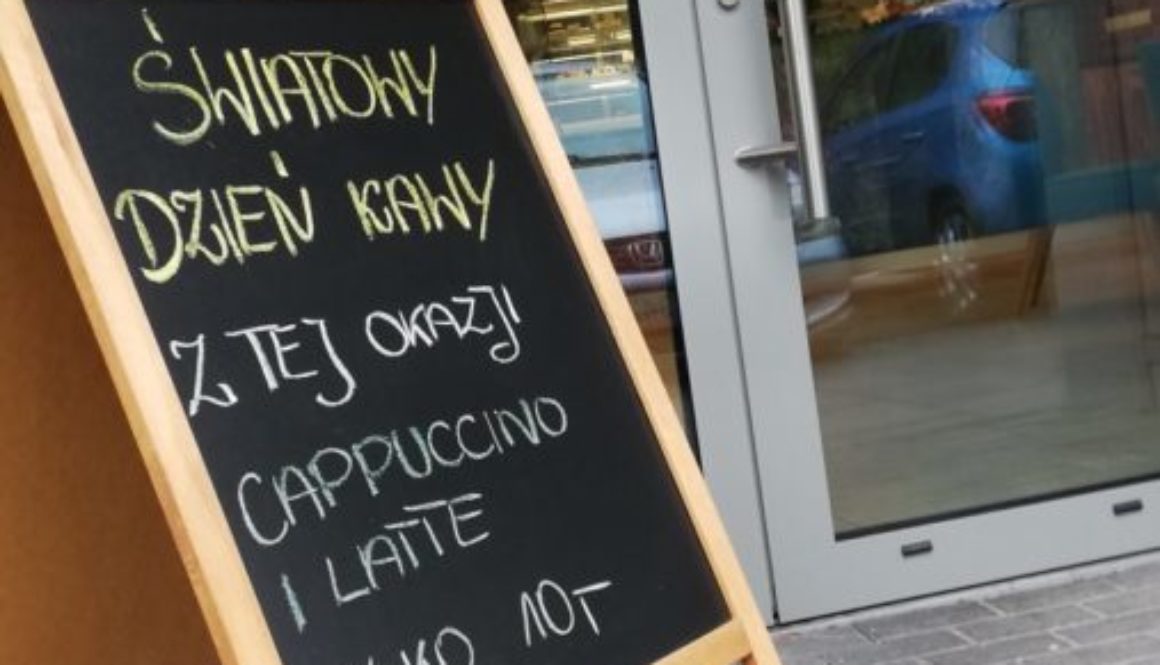 ŚWIATOWY
DZIEŃ KAWY
Z TEJ OKAZJI
CAPPUCCINO
I LATTE